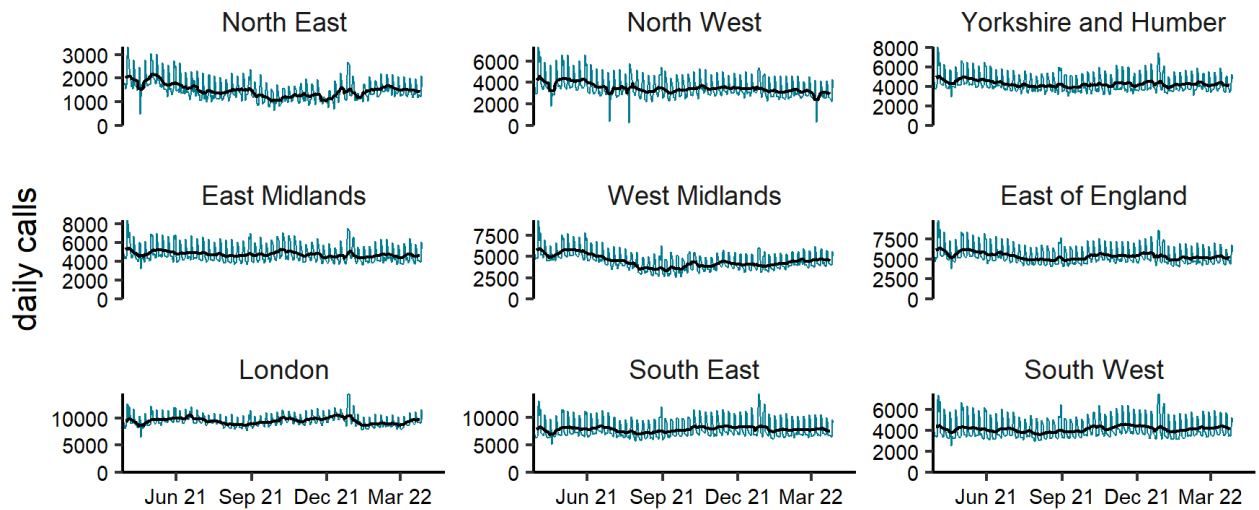 North East
North West
Yorkshire and Humber
3000
2000
1000
0
6000
4000
2000
0
8000
6000
4000
2000
0
daily calls
East Midlands
West Midlands
East of England
8000
6000
4000
2000
0
7500
5000
2500
0
7500
5000
2500
0
London
South East
South West
10000
5000
0
10000
5000
0
6000
4000
2000
0
Jun 21 Sep 21 Dec 21 Mar 22
Jun 21 Sep 21 Dec 21 Mar 22
Jun 21 Sep 21 Dec 21 Mar 22